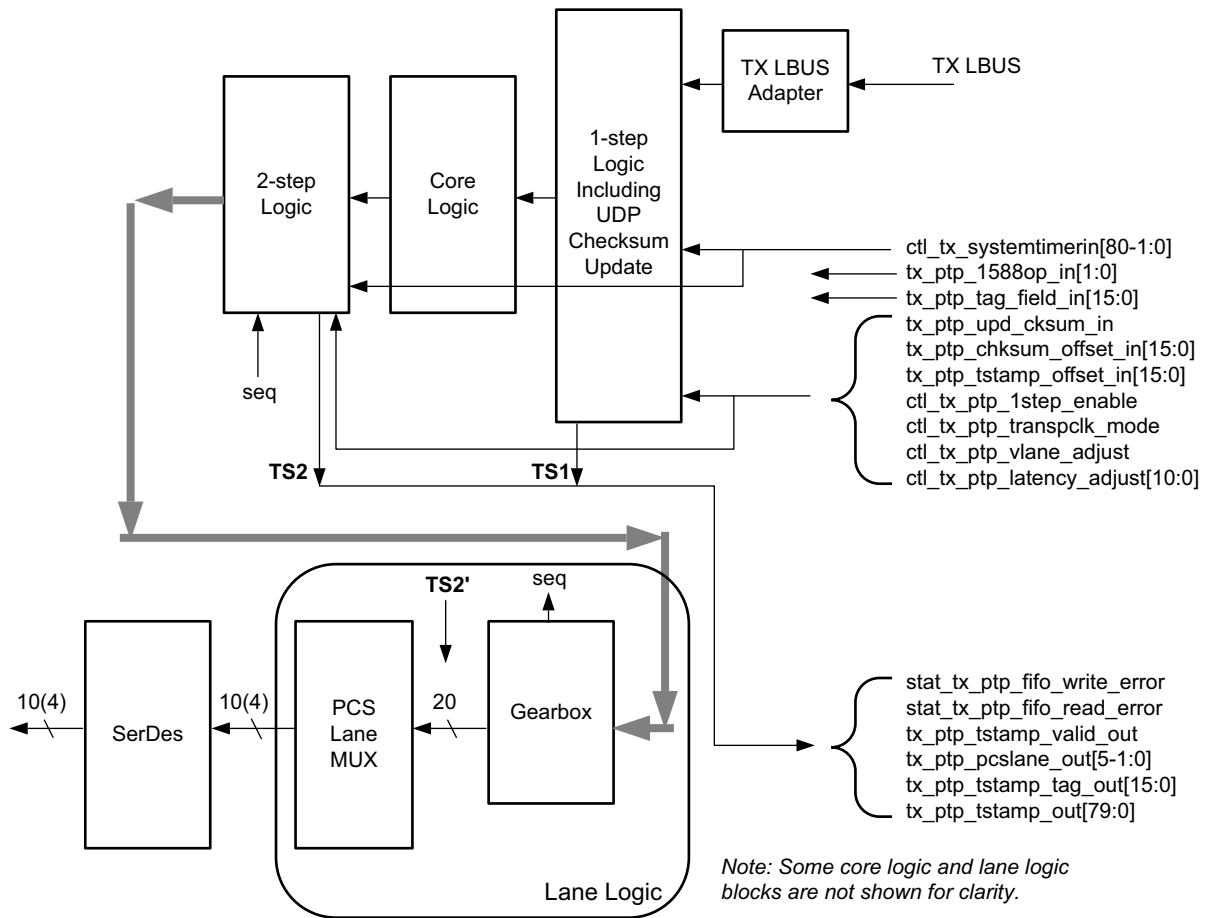 TX LBUS
Adapter
TX LBUS
2-step
Logic
Core
Logic
1-step
Logic
Including
UDP
Checksum
Update
ctl_tx_systemtimerin[80-1:0]
tx_ptp_1588op_in[1:0]
tx_ptp_tag_field_in[15:0]
tx_ptp_upd_cksum_in
tx_ptp_chksum_offset_in[15:0]
tx_ptp_tstamp_offset_in[15:0]
ctl_tx_ptp_1step_enable
ctl_tx_ptp_transpclk_mode
ctl_tx_ptp_vlane_adjust
ctl_tx_ptp_latency_adjust[10:0]
seq
TS2
TS1
TS2'
seq
10(4)
SerDes
10(4)
PCS
Lane
MUX
20
Gearbox
Lane Logic
stat_tx_ptp_fifo_write_error
stat_tx_ptp_fifo_read_error
tx_ptp_tstamp_valid_out
tx_ptp_pcslane_out[5-1:0]
tx_ptp_tstamp_tag_out[15:0]
tx_ptp_tstamp_out[79:0]
Note: Some core logic and lane logic
blocks are not shown for clarity.